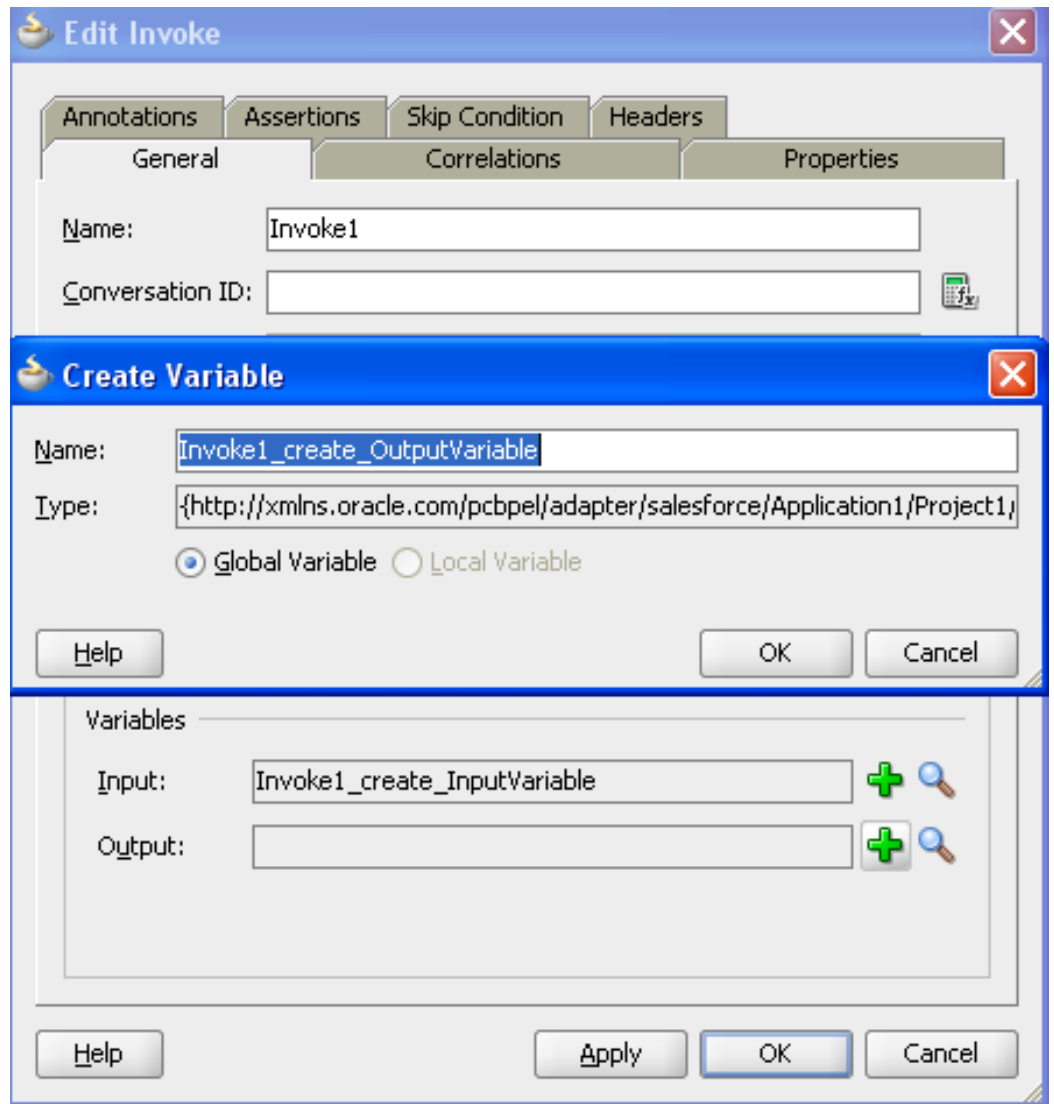 Edit Invoke
Annotations Assertions Skip Condition Headers
General Correlations Properties
Name: Invoke1
Conversation ID:
Create Variable
Name: Invoke1_create_OutputVariable
Type: {http://xmlns.oracle.com/pcbpel/adapter/salesforce/Application1/Project1/
Global Variable Local Variable
Help OK Cancel
Variables
Input: Invoke1_create_InputVariable
Output:
Help Apply OK Cancel